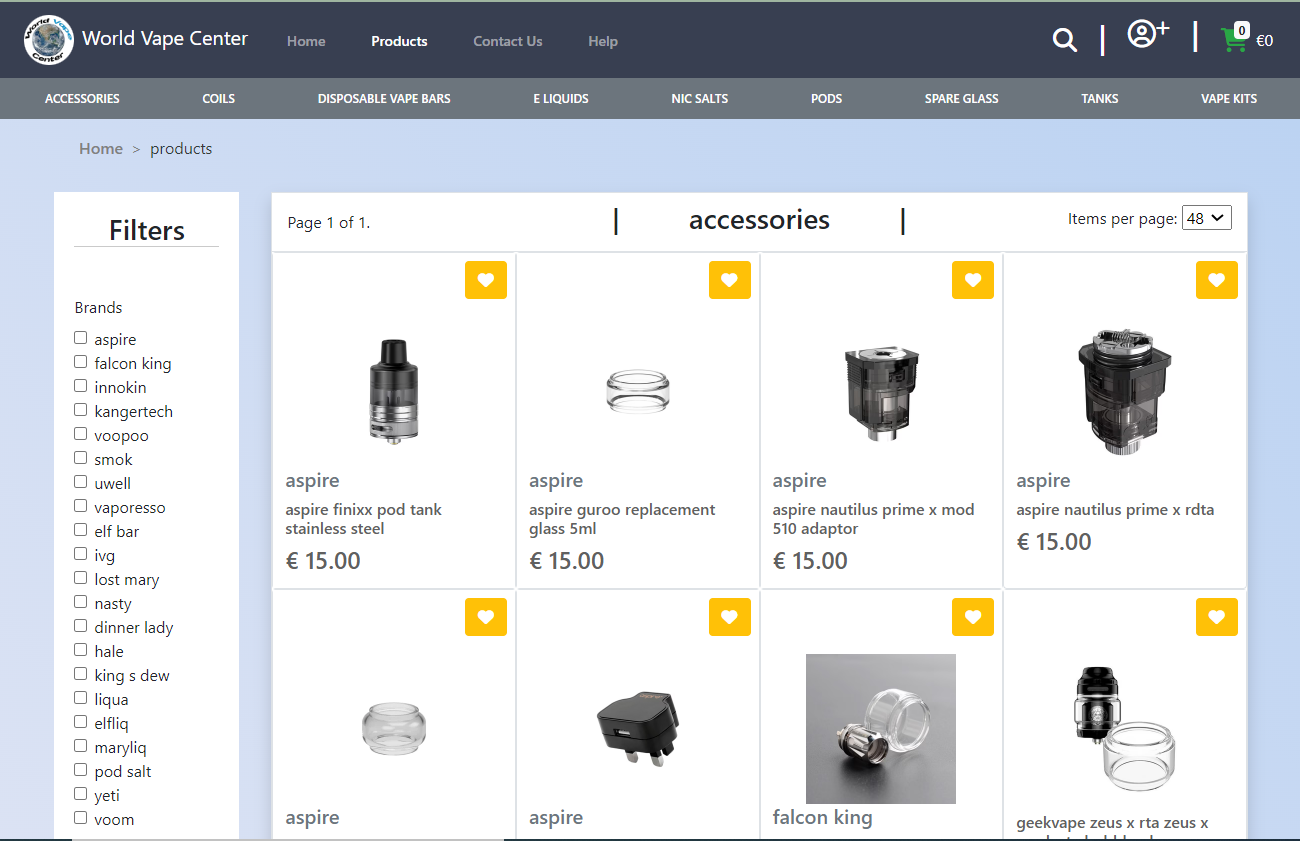 World Vape
Center
World Vape Center
Home
Products
Contact Us
Help
0
€0
ACCESSORIES
COILS
DISPOSABLE VAPE BARS
E LIQUIDS
NIC SALTS
PODS
SPARE GLASS
TANKS
VAPE KITS
Home > products
Filters
Brands
aspire
falcon king
innokin
kangertech
voopoo
smok
uwell
vaporesso
elf bar
ivg
lost mary
nasty
dinner lady
hale
king s dew
liqua
elfliq
maryliq
pod salt
yeti
voom
Page 1 of 1.
| accessories |
Items per page: 48
aspire
aspire finixx pod tank
stainless steel
€ 15.00
aspire
aspire guroo replacement
glass 5ml
€ 15.00
aspire
aspire nautilus prime x mod
510 adaptor
€ 15.00
aspire
aspire nautilus prime x rdta
€ 15.00
aspire
aspire
falcon king
geekvape zeus x rta zeus x